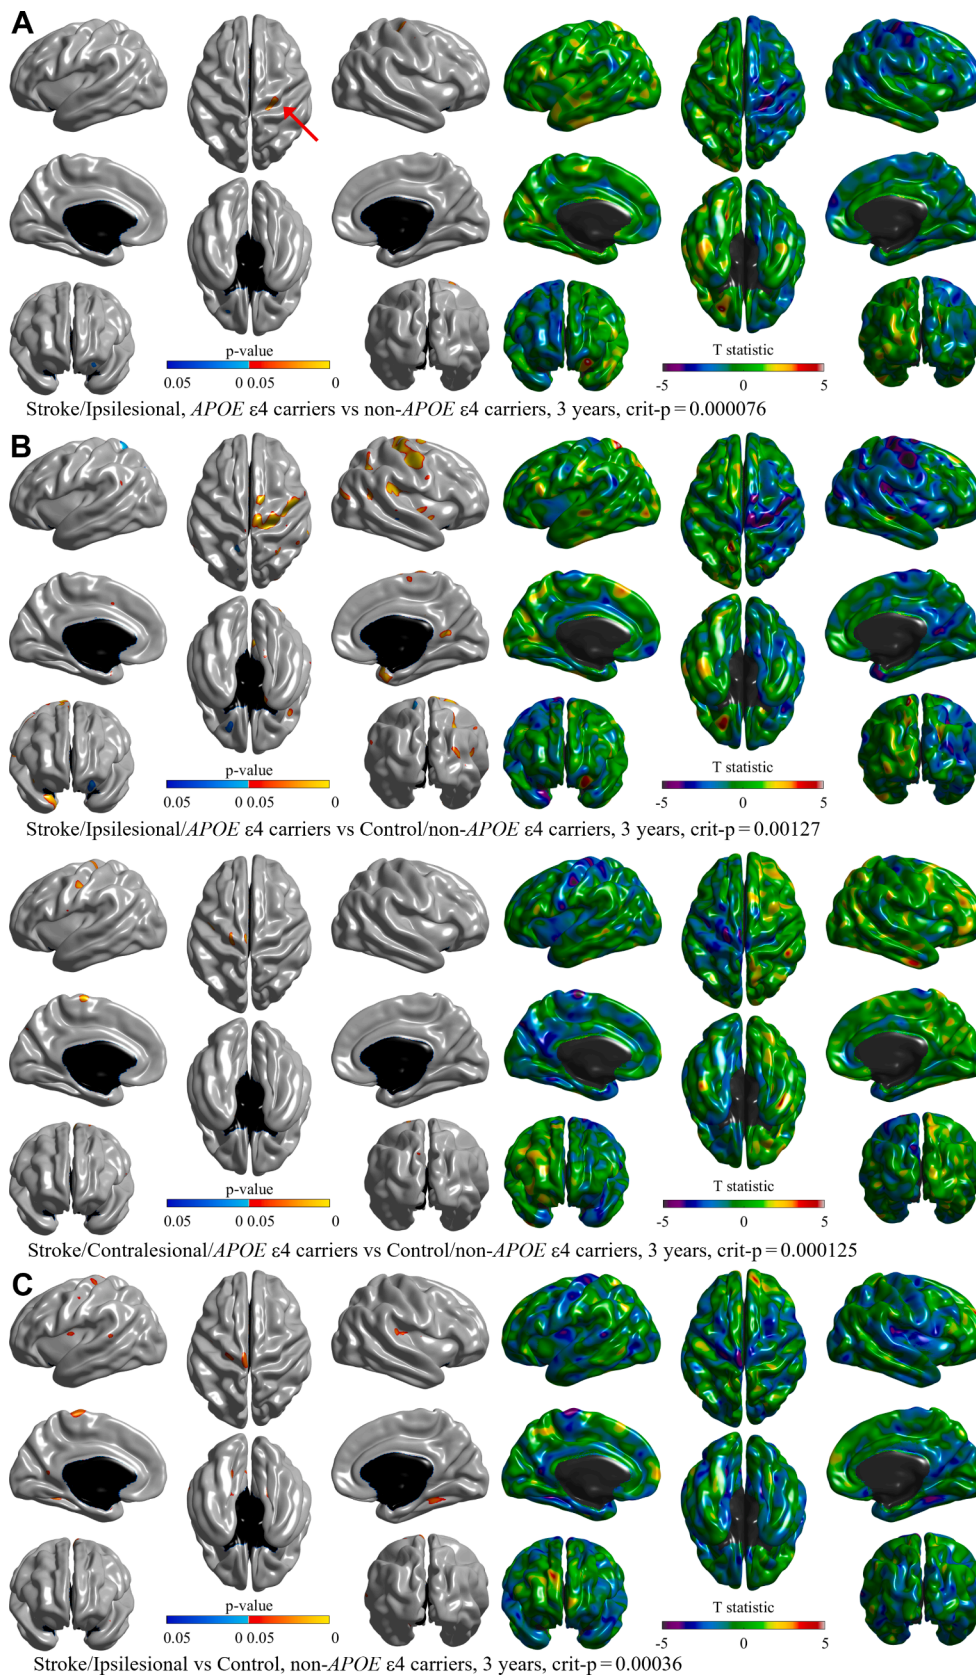 A
p-value
0.05 0.05 0
T statistic
-5 0 5
Stroke/Ipsilesional, APOE ε4 carriers vs non-APOE ε4 carriers, 3 years, crit-p = 0.000076
B
p-value
0.05 0.05 0
T statistic
-5 0 5
Stroke/Ipsilesional/APOE ε4 carriers vs Control/non-APOE ε4 carriers, 3 years, crit-p = 0.00127
p-value
0.05 0.05 0
T statistic
-5 0 5
Stroke/Contralesional/APOE ε4 carriers vs Control/non-APOE ε4 carriers, 3 years, crit-p = 0.000125
C
p-value
0.05 0.05 0
T statistic
-5 0 5
Stroke/Ipsilesional vs Control, non-APOE ε4 carriers, 3 years, crit-p = 0.00036